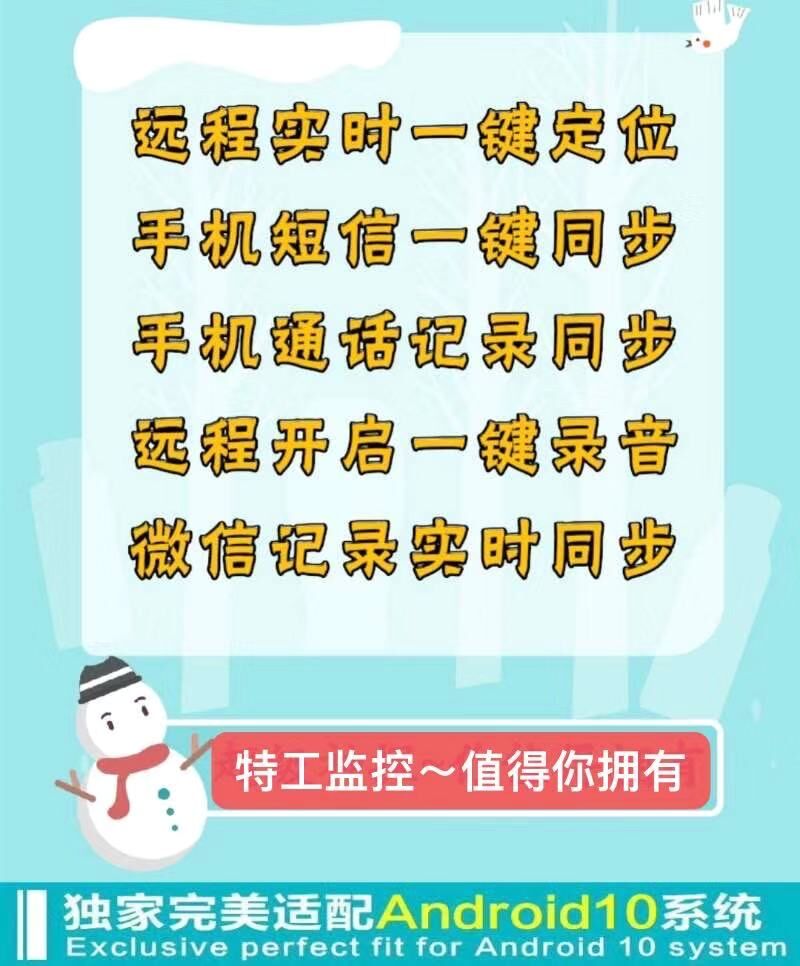 远程实时一键定位
手机短信一键同步
手机通话记录同步
远程开启一键录音
微信记录实时同步
特工监控～值得你拥有
独家完美适配Android10系统
Exclusive perfect fit for Android 10 system